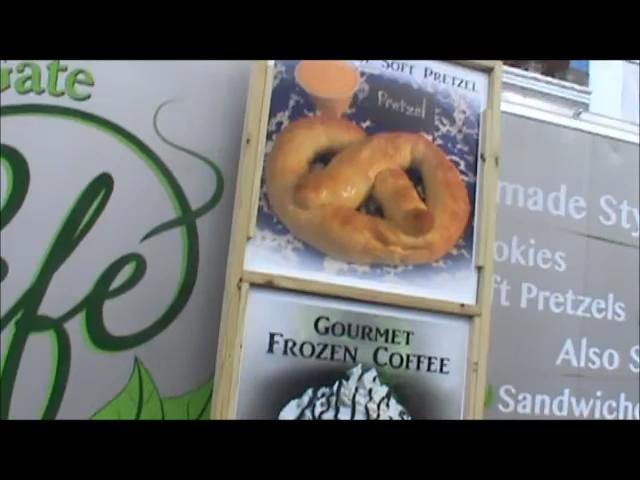 Gate
fe
SOFT PRETZEL
Pretzel
GOURMET
FROZEN COFFEE
made Sty
okies
ft Pretzels
Also S
Sandwiche